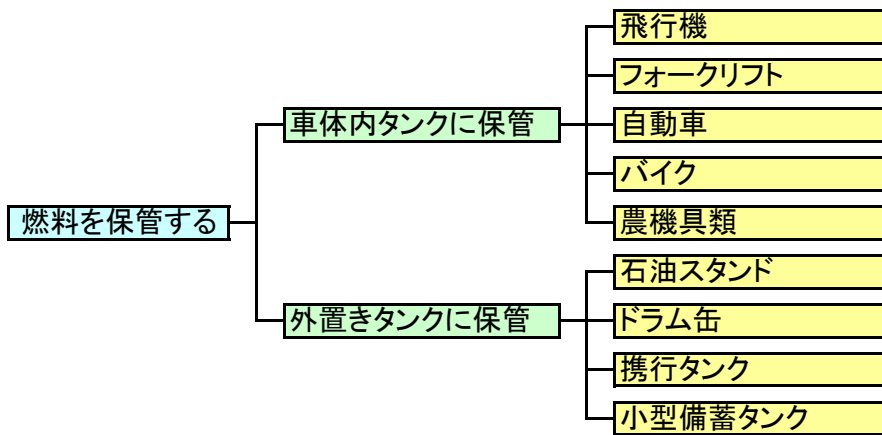 燃料を保管する
車体内タンクに保管
飛行機
フォークリフト
自動車
バイク
農機具類
外置きタンクに保管
石油スタンド
ドラム缶
携行タンク
小型備蓄タンク